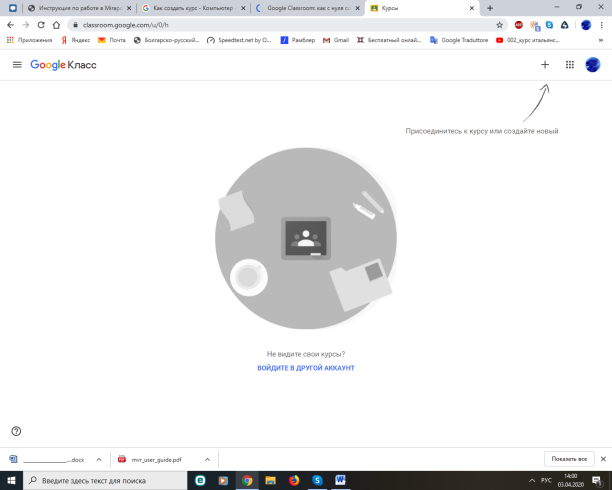 Инструкция по работе в Mirapo
Как создать курс - Компьютер -
Google Classroom: как с нуля со
Курсы
classroom.google.com/u/0/h
Приложения
Яндекс
Почта
Болгарско-русский...
Speedtest.net by O...
Рамблер
Gmail
Бесплатный онлай...
Google Traduttore
002_курс итальянс...
Google Класс
Присоединитесь к курсу или создайте новый
Не видите свои курсы?
ВОЙДИТЕ В ДРУГОЙ АККАУНТ
____________...docx
mvr_user_guide.pdf
Показать все
Введите здесь текст для поиска
РУС
14:00
03.04.2020